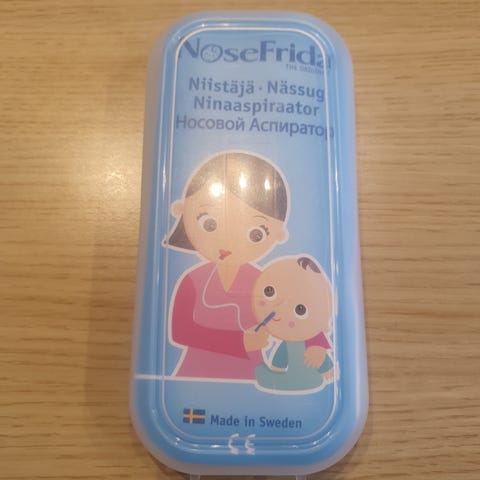 NoseFrida
THE ORIGINAL
Niistäjä · Nässug
Ninaaspiraator
Носовой Аспиратор
Made in Sweden
CE